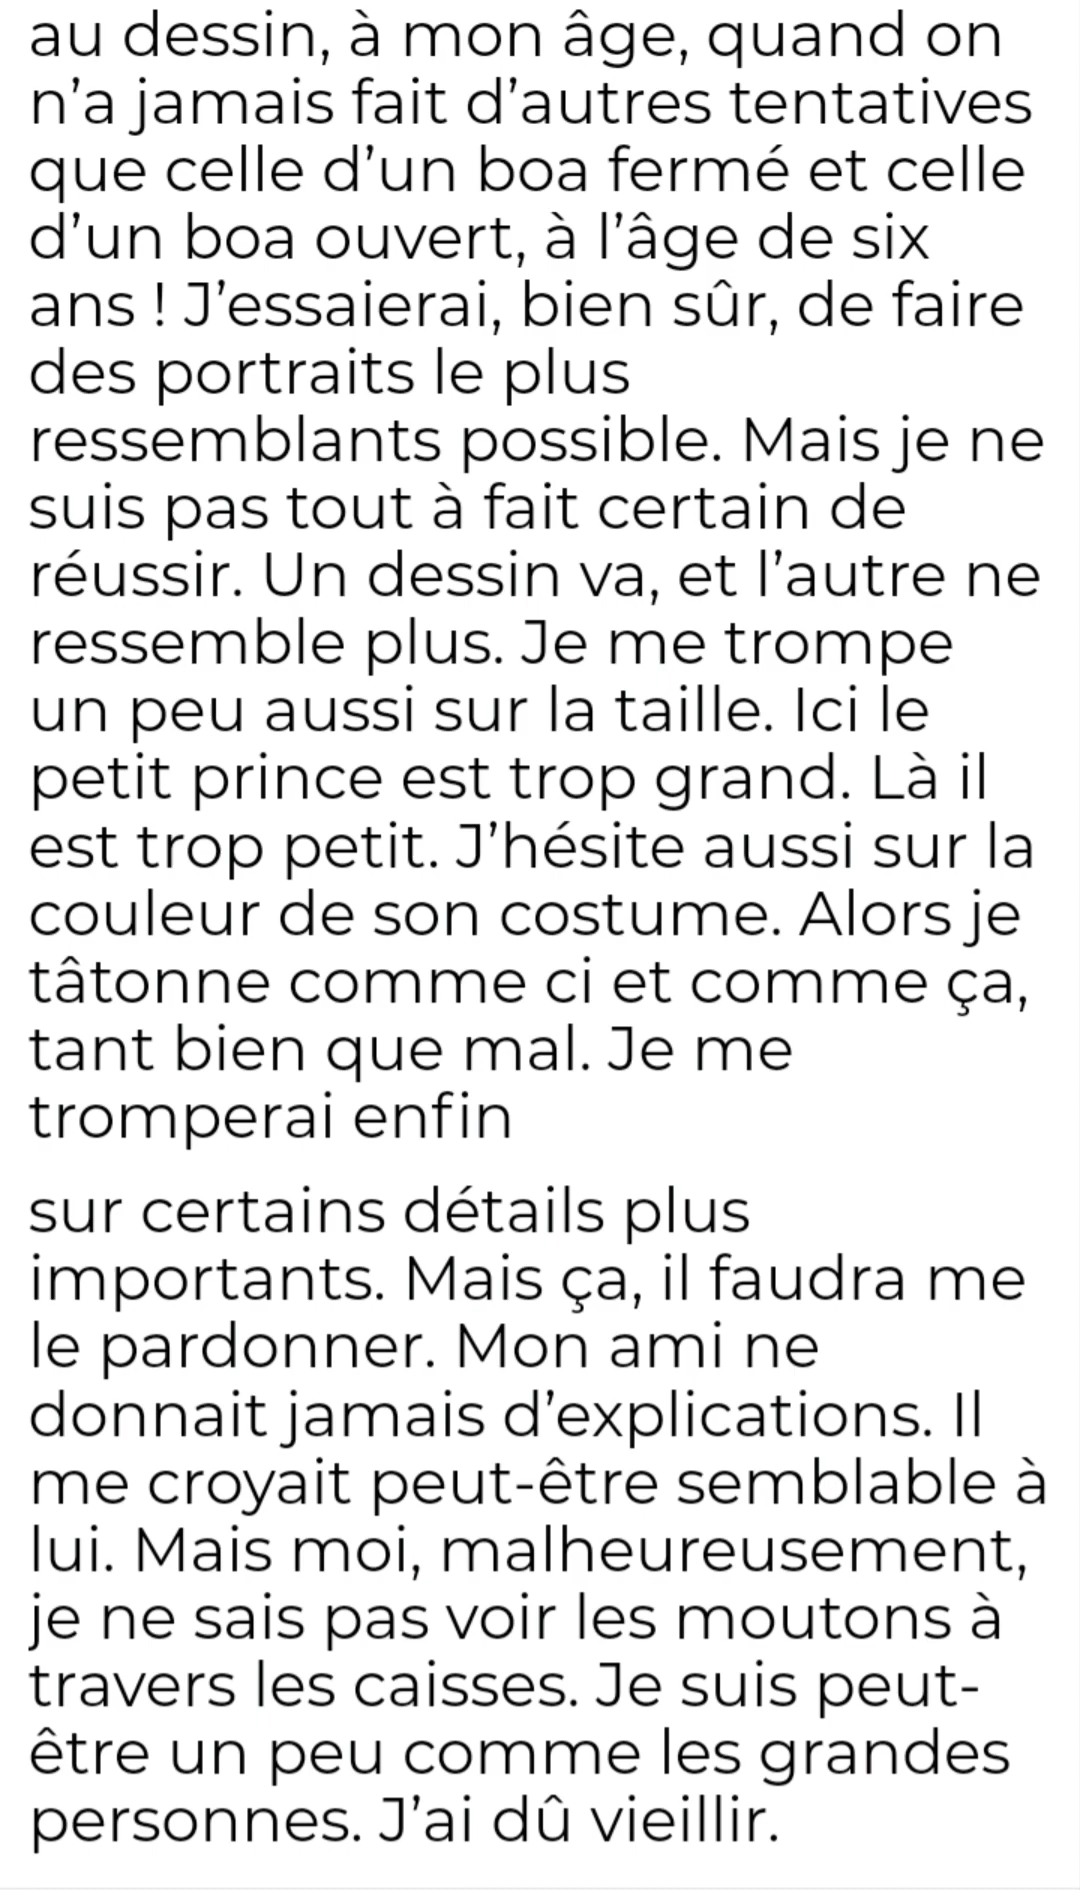 au dessin, à mon âge, quand on
n’a jamais fait d’autres tentatives
que celle d’un boa fermé et celle
d’un boa ouvert, à l’âge de six
ans ! J’essaierai, bien sûr, de faire
des portraits le plus
ressemblants possible. Mais je ne
suis pas tout à fait certain de
réussir. Un dessin va, et l’autre ne
ressemble plus. Je me trompe
un peu aussi sur la taille. Ici le
petit prince est trop grand. Là il
est trop petit. J’hésite aussi sur la
couleur de son costume. Alors je
tâtonne comme ci et comme ça,
tant bien que mal. Je me
tromperai enfin
sur certains détails plus
importants. Mais ça, il faudra me
le pardonner. Mon ami ne
donnait jamais d’explications. Il
me croyait peut-être semblable à
lui. Mais moi, malheureusement,
je ne sais pas voir les moutons à
travers les caisses. Je suis peut-
être un peu comme les grandes
personnes. J’ai dû vieillir.